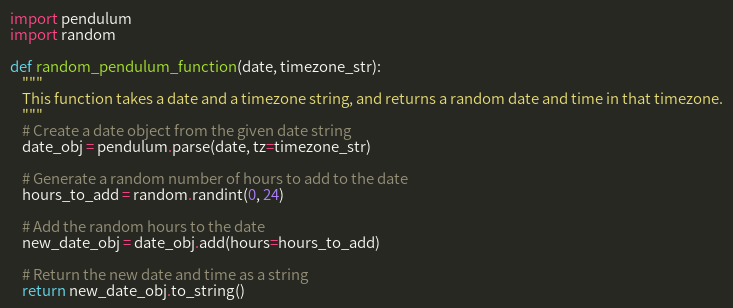 import pendulum
import random
def random_pendulum_function(date, timezone_str):
"""
This function takes a date and a timezone string, and returns a random date and time in that timezone.
"""
# Create a date object from the given date string
date_obj = pendulum.parse(date, tz=timezone_str)
# Generate a random number of hours to add to the date
hours_to_add = random.randint(0, 24)
# Add the random hours to the date
new_date_obj = date_obj.add(hours=hours_to_add)
# Return the new date and time as a string
return new_date_obj.to_string()